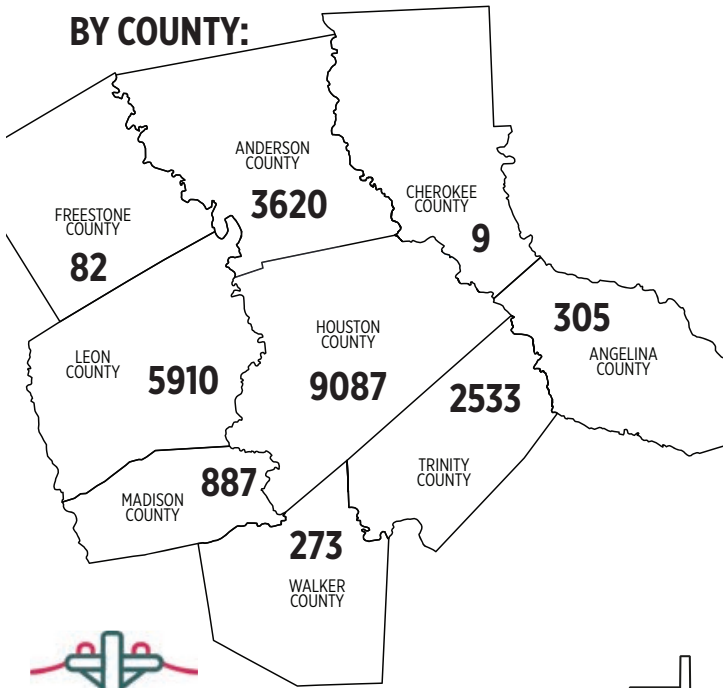 BY COUNTY:
ANDERSON
COUNTY
3620
CHEROKEE
COUNTY
9
FREESTONE
COUNTY
82
305
ANGELINA
COUNTY
HOUSTON
COUNTY
9087
LEON
COUNTY
5910
2533
TRINITY
COUNTY
MADISON
COUNTY
887
273
WALKER
COUNTY